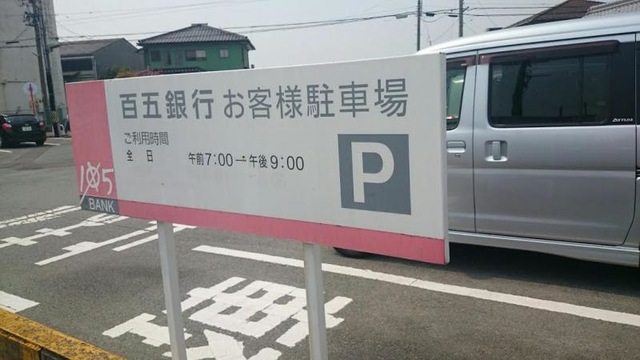 百五銀行 お客様駐車場
ご利用時間
全日 午前7:00→午後9:00
P
105
BANK